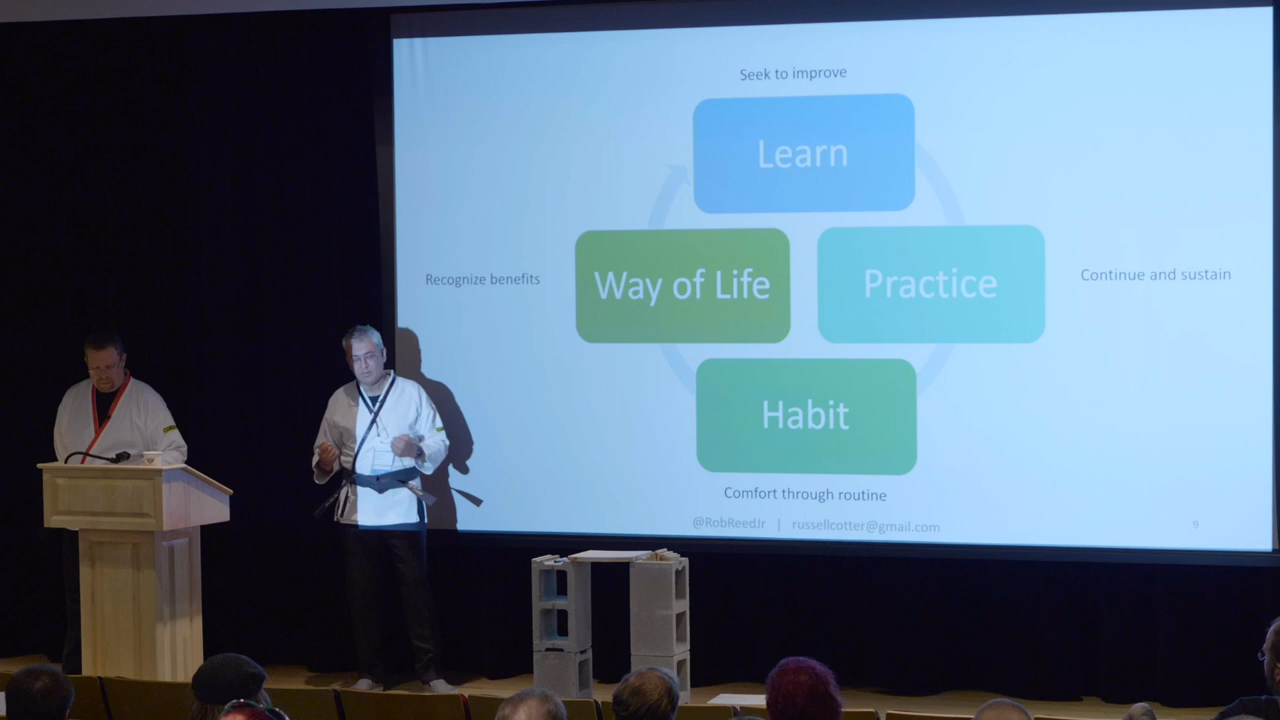 Seek to improve
Learn
Recognize benefits
Way of Life
Practice
Continue and sustain
Habit
Comfort through routine
@RobReedJr | russellcotter@gmail.com
9